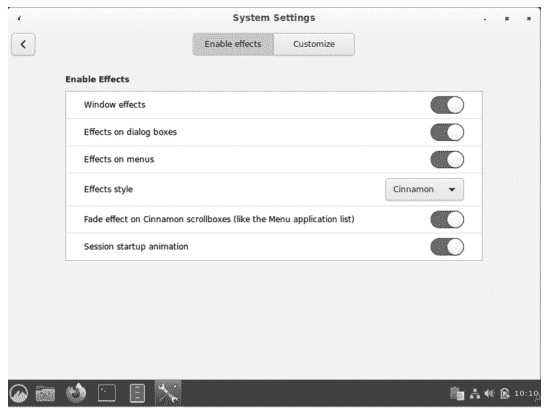 System Settings
Enable effects Customize
Enable Effects
Window effects
Effects on dialog boxes
Effects on menus
Effects style Cinnamon
Fade effect on Cinnamon scrollboxes (like the Menu application list)
Session startup animation
10:10